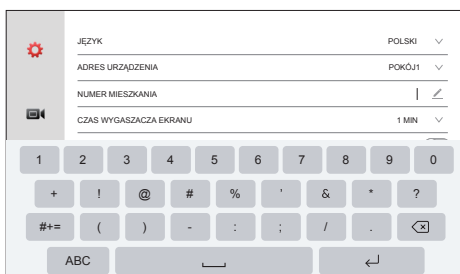 JĘZYK POLSKI
ADRES URZĄDZENIA POKÓJ1
NUMER MIESZKANIA
CZAS WYGASZACZA EKRANU 1 MIN
1 2 3 4 5 6 7 8 9 0
+ ! @ # % ' & * ?
#+= ( ) - : ; / .
ABC